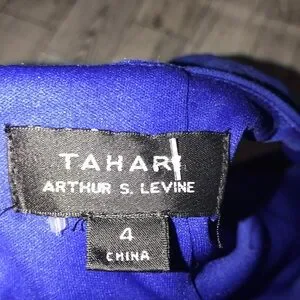 TAHARI
ARTHUR S. LEVINE
4
CHINA